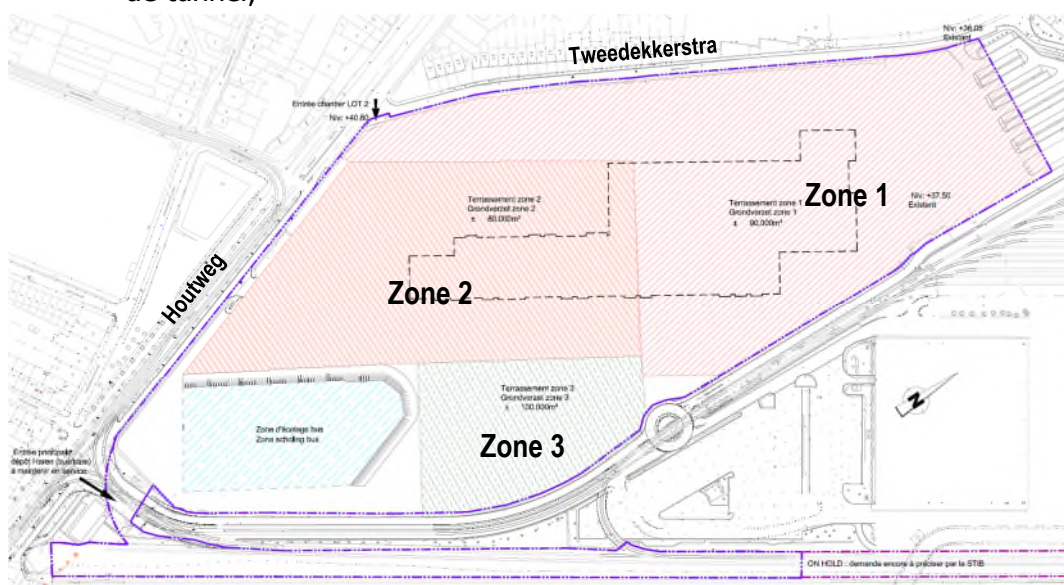 de tunnel,
Niv: +36.05
Existant
Tweedekkerstra
Entrée chantier LOT 2
Niv: +40.80
Terrassement zone 2
Grondverzet zone 2
± 80.000m³
Terrassement zone 1
Grondverzet zone 1
± 90.000m³
Zone 1
Niv: +37.50
Existant
Houtweg
Zone 2
Terrassement zone 3
Grondverzet zone 3
± 100.000m³
Zone d'écolage bus
Zone scholing bus
Zone 3
N
Entrée principale
dépôt Haren
à maintenir en service
ON HOLD : demande encore à préciser par la STIB